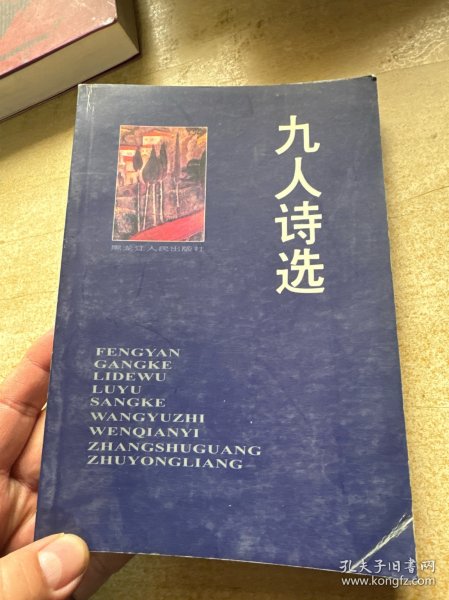 九人诗选
黑龙江人民出版社
FENGYAN
GANGKE
LIDEWU
LUYU
SANGKE
WANGYUZHI
WENQIANYI
ZHANGSHUGUANG
ZHUYONGLIANG
孔夫子旧书网
www.kongfz.com